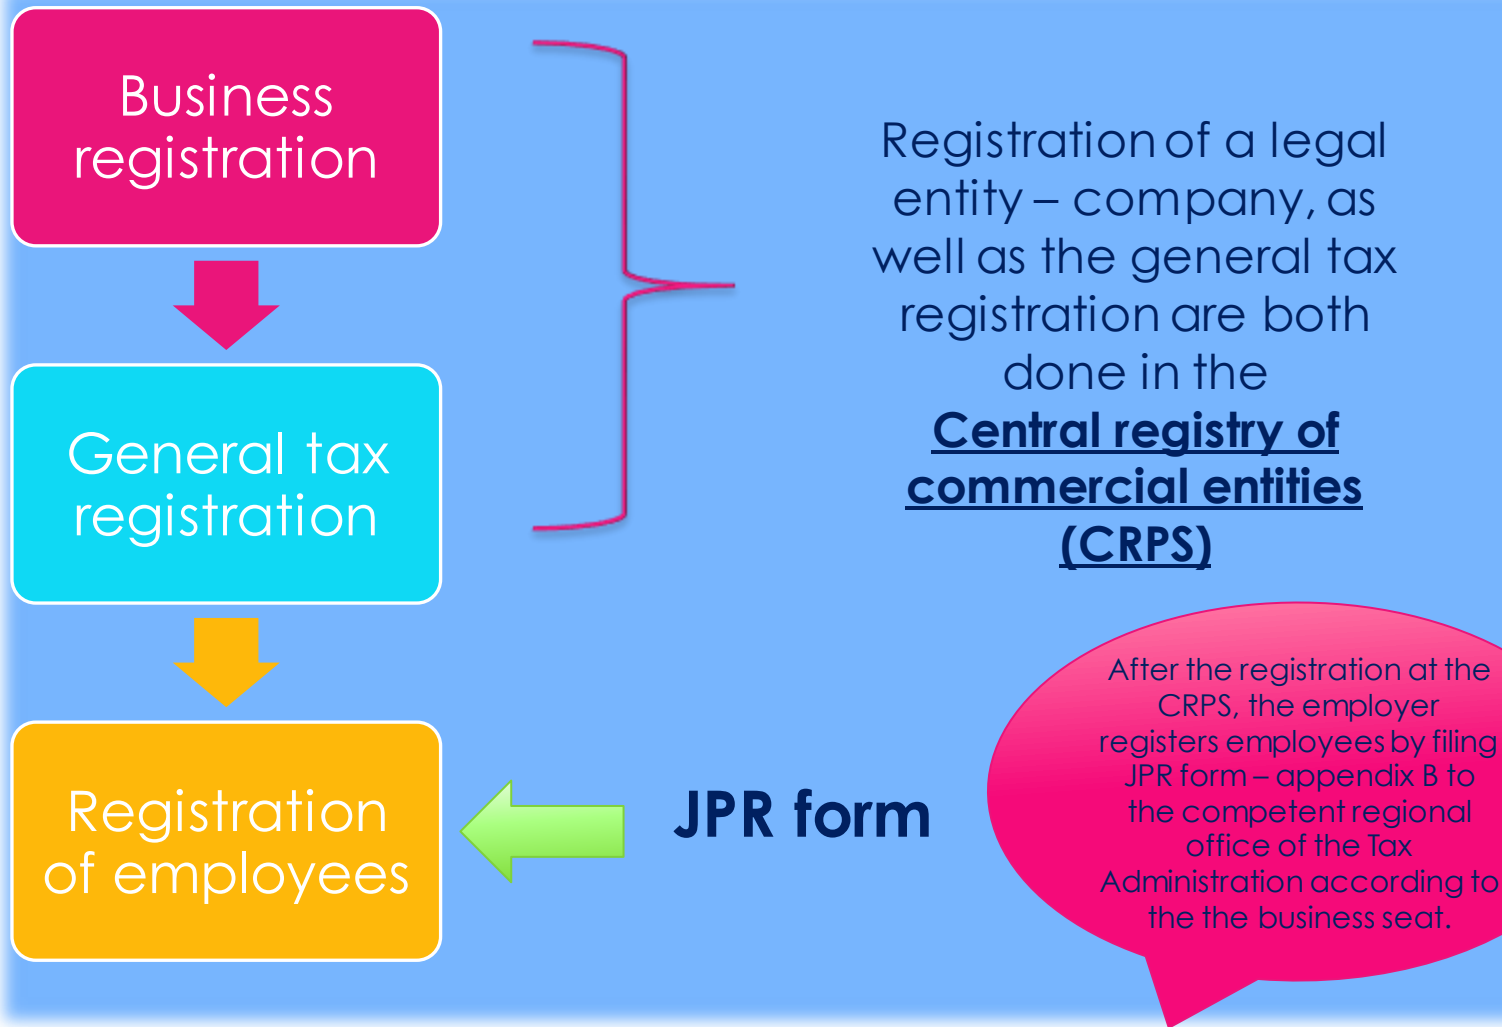 Business
registration
General tax
registration
Registration
of employees
Registration of a legal
entity – company, as
well as the general tax
registration are both
done in the
Central registry of
commercial entities
(CRPS)
JPR form
After the registration at the
CRPS, the employer
registers employees by filing
JPR form – appendix B to
the competent regional
office of the Tax
Administration according to
the the business seat.